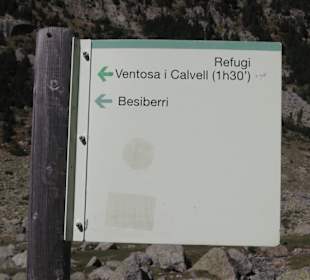 Refugi
Ventosa i Calvell (1h30')
Besiberri